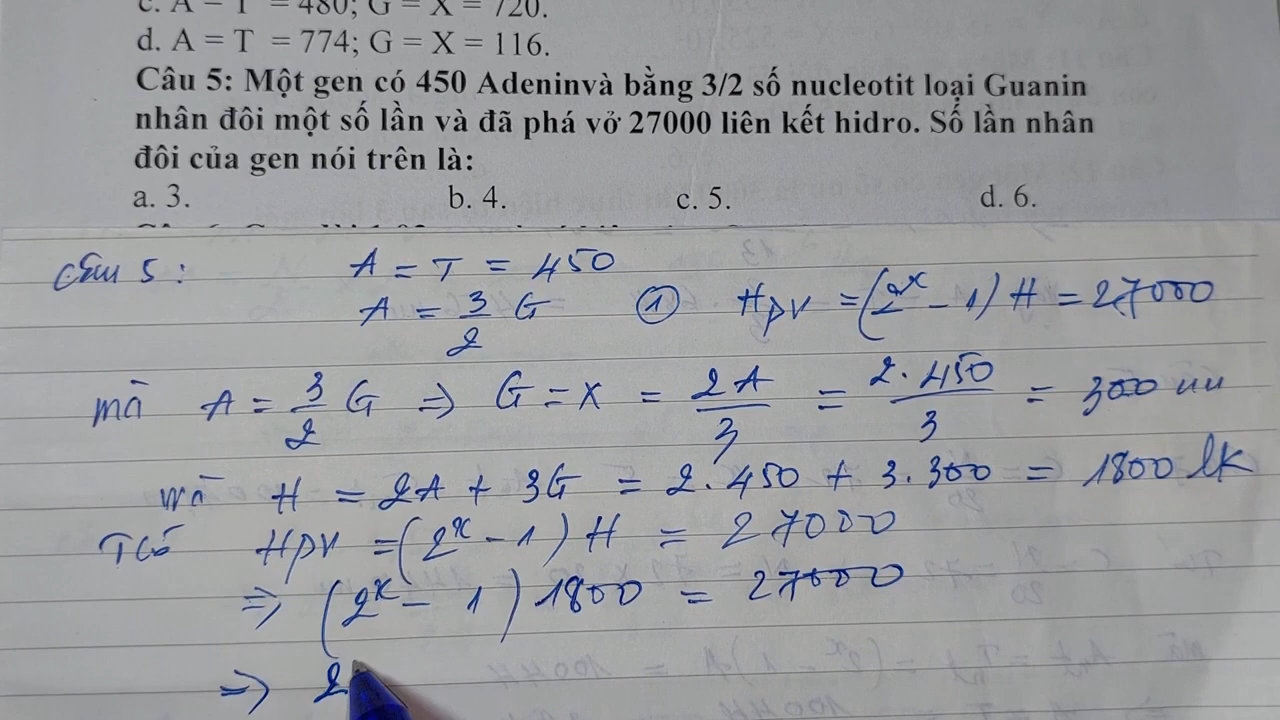 c. A = T = 480; G = X = 720.
d. A = T = 774; G = X = 116.
Câu 5: Một gen có 450 Adeninvà bằng 3/2 số nucleotit loại Guanin
nhân đôi một số lần và đã phá vở 27000 liên kết hidro. Số lần nhân
đôi của gen nói trên là:
a. 3. b. 4. c. 5. d. 6.
Câu 5: A = T = 450
A = 3/2 G ① Hpv = (2^x - 1) H = 27000
mà A = 3/2 G => G = X = 2A/3 = 2.450/3 = 300 nu
mà H = 2A + 3G = 2.450 + 3.300 = 1800 lk
Tcó Hpv = (2^x - 1) H = 27000
=> (2^x - 1) 1800 = 27000
=> 2